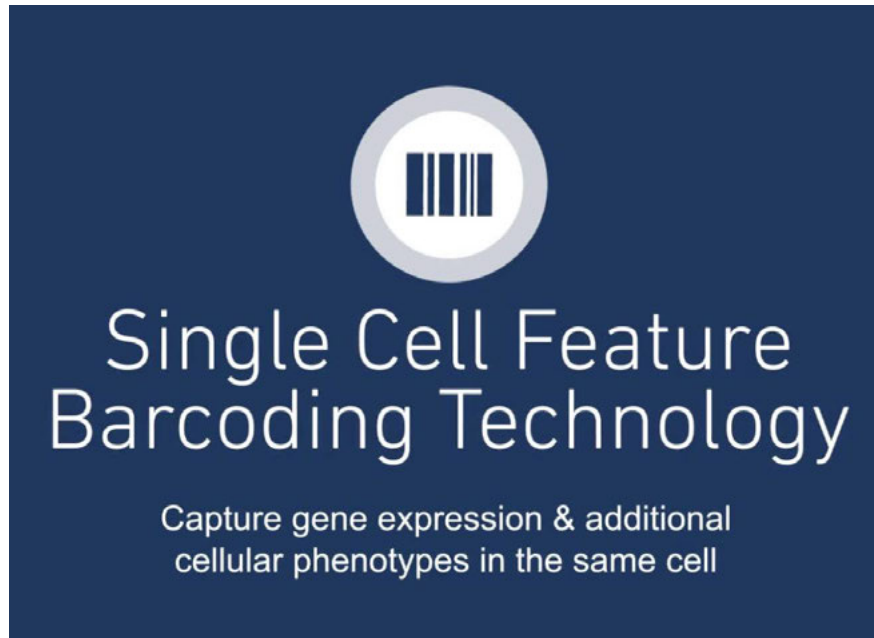 Single Cell Feature
Barcoding Technology
Capture gene expression & additional
cellular phenotypes in the same cell